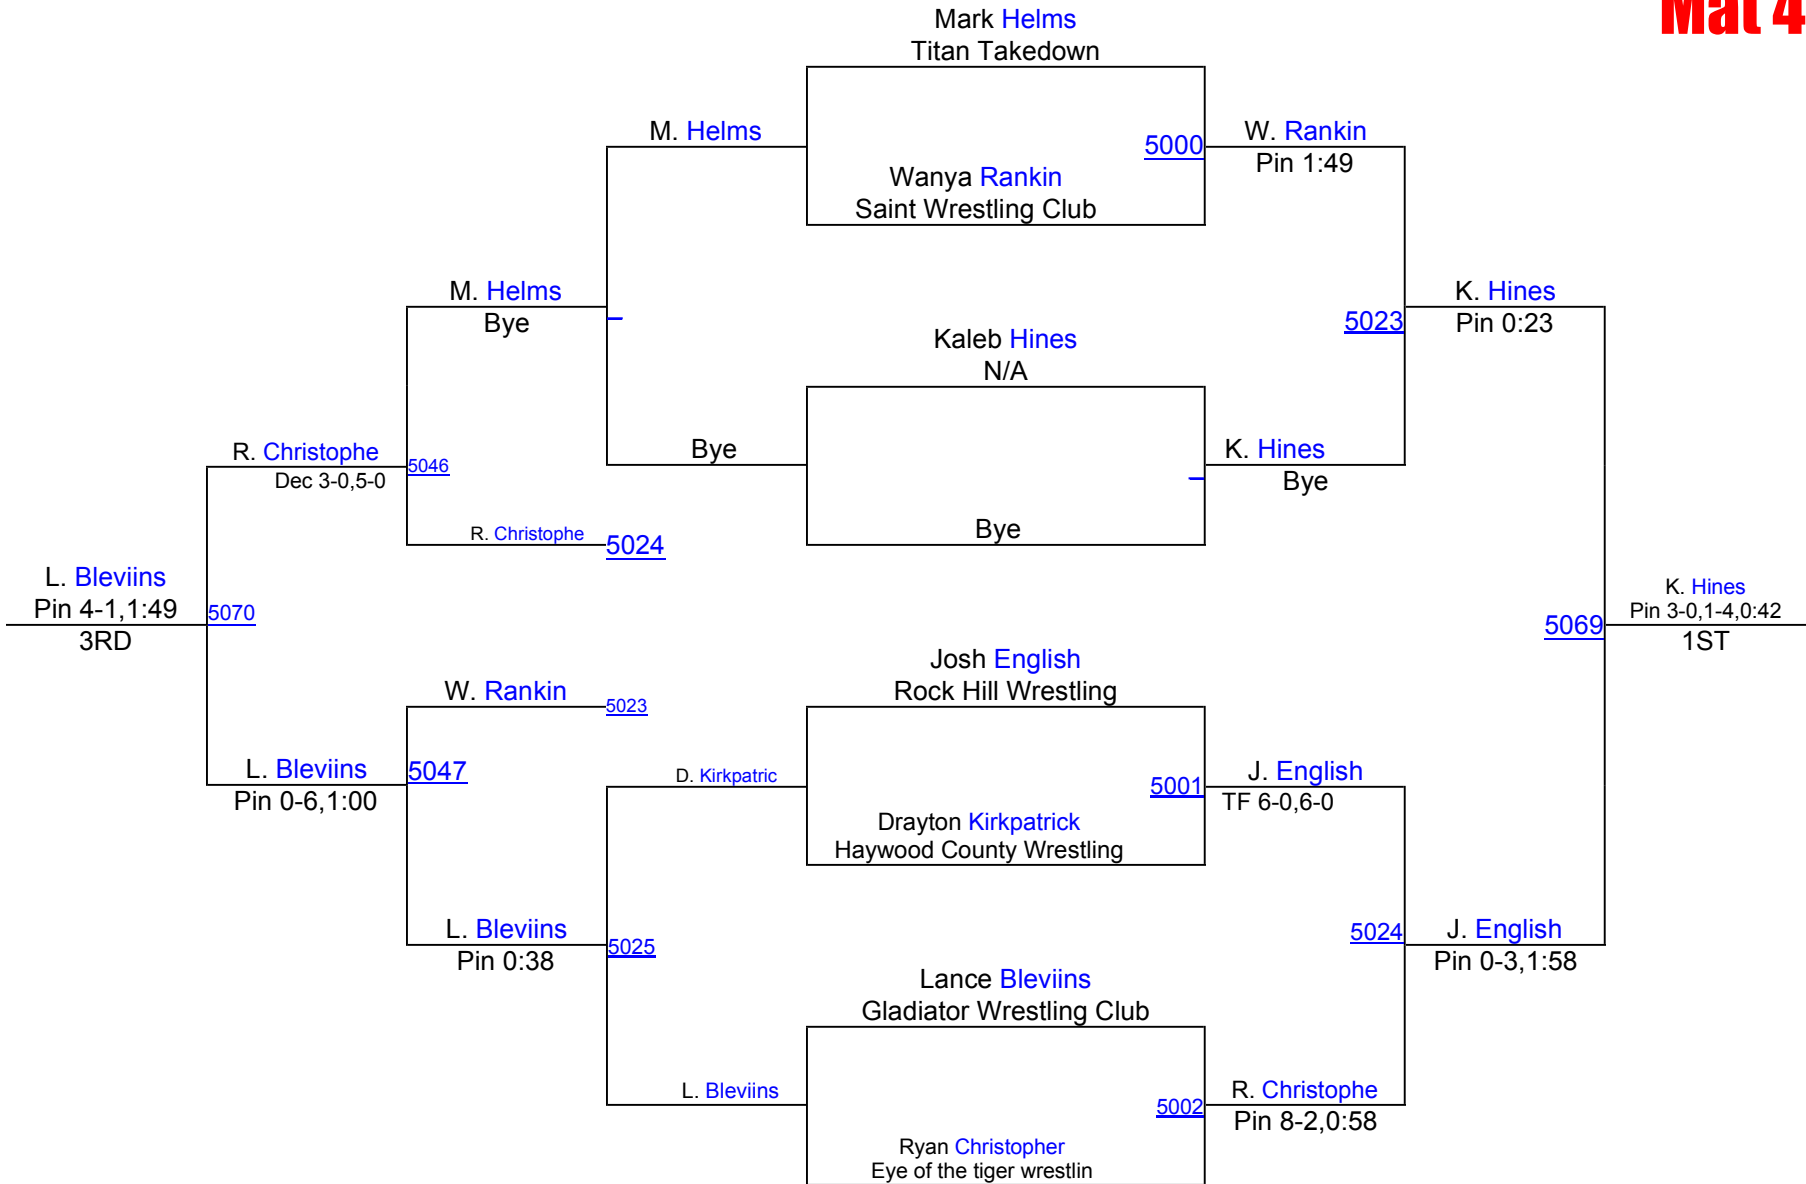 Mat 4
Mark Helms
Titan Takedown
M. Helms
5000
W. Rankin
Pin 1:49
Wanya Rankin
Saint Wrestling Club
M. Helms
Bye
K. Hines
Pin 0:23
5023
Kaleb Hines
N/A
R. Christophe
Dec 3-0,5-0
5046
Bye
K. Hines
Bye
R. Christophe
5024
Bye
L. Bleviins
Pin 4-1,1:49
3RD
5070
K. Hines
Pin 3-0,1-4,0:42
1ST
5069
Josh English
Rock Hill Wrestling
W. Rankin
5023
L. Bleviins
Pin 0-6,1:00
5047
D. Kirkpatric
5001
J. English
TF 6-0,6-0
Drayton Kirkpatrick
Haywood County Wrestling
L. Bleviins
Pin 0:38
5025
5024
J. English
Pin 0-3,1:58
Lance Bleviins
Gladiator Wrestling Club
L. Bleviins
5002
R. Christophe
Pin 8-2,0:58
Ryan Christopher
Eye of the tiger wrestlin